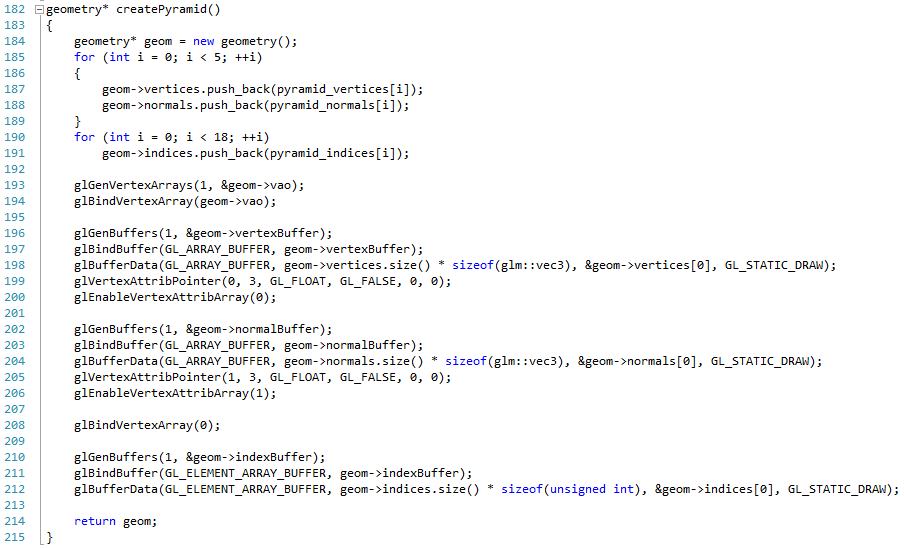 182 geometry* createPyramid()
183 {
184     geometry* geom = new geometry();
185     for (int i = 0; i < 5; ++i)
186     {
187         geom->vertices.push_back(pyramid_vertices[i]);
188         geom->normals.push_back(pyramid_normals[i]);
189     }
190     for (int i = 0; i < 18; ++i)
191         geom->indices.push_back(pyramid_indices[i]);
192
193     glGenVertexArrays(1, &geom->vao);
194     glBindVertexArray(geom->vao);
195
196     glGenBuffers(1, &geom->vertexBuffer);
197     glBindBuffer(GL_ARRAY_BUFFER, geom->vertexBuffer);
198     glBufferData(GL_ARRAY_BUFFER, geom->vertices.size() * sizeof(glm::vec3), &geom->vertices[0], GL_STATIC_DRAW);
199     glVertexAttribPointer(0, 3, GL_FLOAT, GL_FALSE, 0, 0);
200     glEnableVertexAttribArray(0);
201
202     glGenBuffers(1, &geom->normalBuffer);
203     glBindBuffer(GL_ARRAY_BUFFER, geom->normalBuffer);
204     glBufferData(GL_ARRAY_BUFFER, geom->normals.size() * sizeof(glm::vec3), &geom->normals[0], GL_STATIC_DRAW);
205     glVertexAttribPointer(1, 3, GL_FLOAT, GL_FALSE, 0, 0);
206     glEnableVertexAttribArray(1);
207
208     glBindVertexArray(0);
209
210     glGenBuffers(1, &geom->indexBuffer);
211     glBindBuffer(GL_ELEMENT_ARRAY_BUFFER, geom->indexBuffer);
212     glBufferData(GL_ELEMENT_ARRAY_BUFFER, geom->indices.size() * sizeof(unsigned int), &geom->indices[0], GL_STATIC_DRAW);
213
214     return geom;
215 }